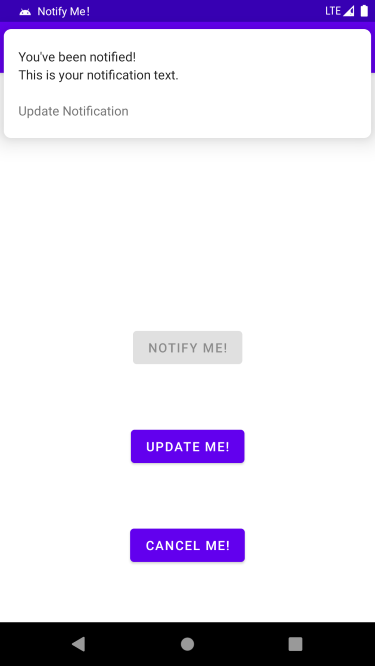 Notify Me!
LTE
You've been notified!
This is your notification text.
Update Notification
NOTIFY ME!
UPDATE ME!
CANCEL ME!